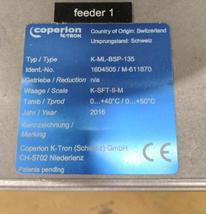 feeder 1
coperion
K-TRON
Country of Origin: Switzerland
Ursprungsland: Schweiz
Typ / Type K-ML-BSP-135
Ident.-No. 1604505 / M-611870
Getriebe / Reduction n/a
Waage / Scale K-SFT-II-M
Tamb / Tprod 0...+40°C / 0...+50°C
Jahr / Year 2016
Kennzeichnung /
Marking
Coperion K-Tron (Schweiz) GmbH
CH-5702 Niederlenz
Patents pending